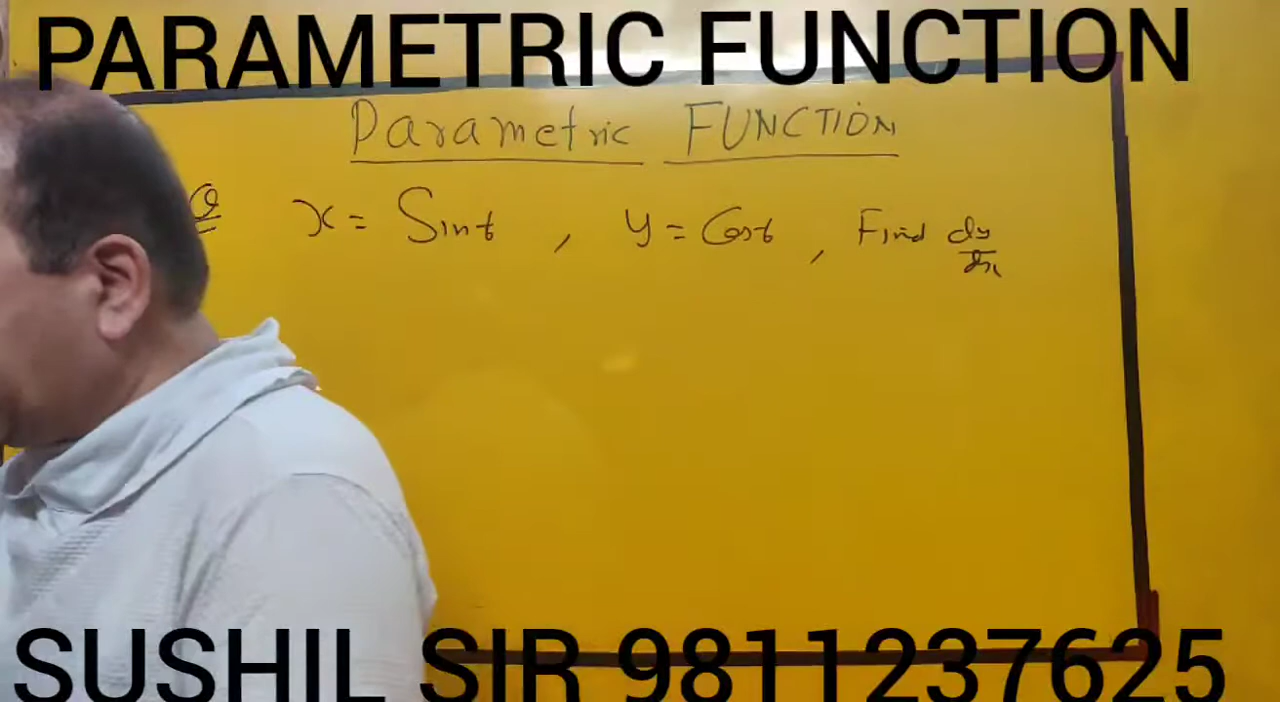 PARAMETRIC FUNCTION
Parametric FUNCTION
Q x = Sint , y = Cost , Find dy/dx
SUSHIL SIR 9811237625